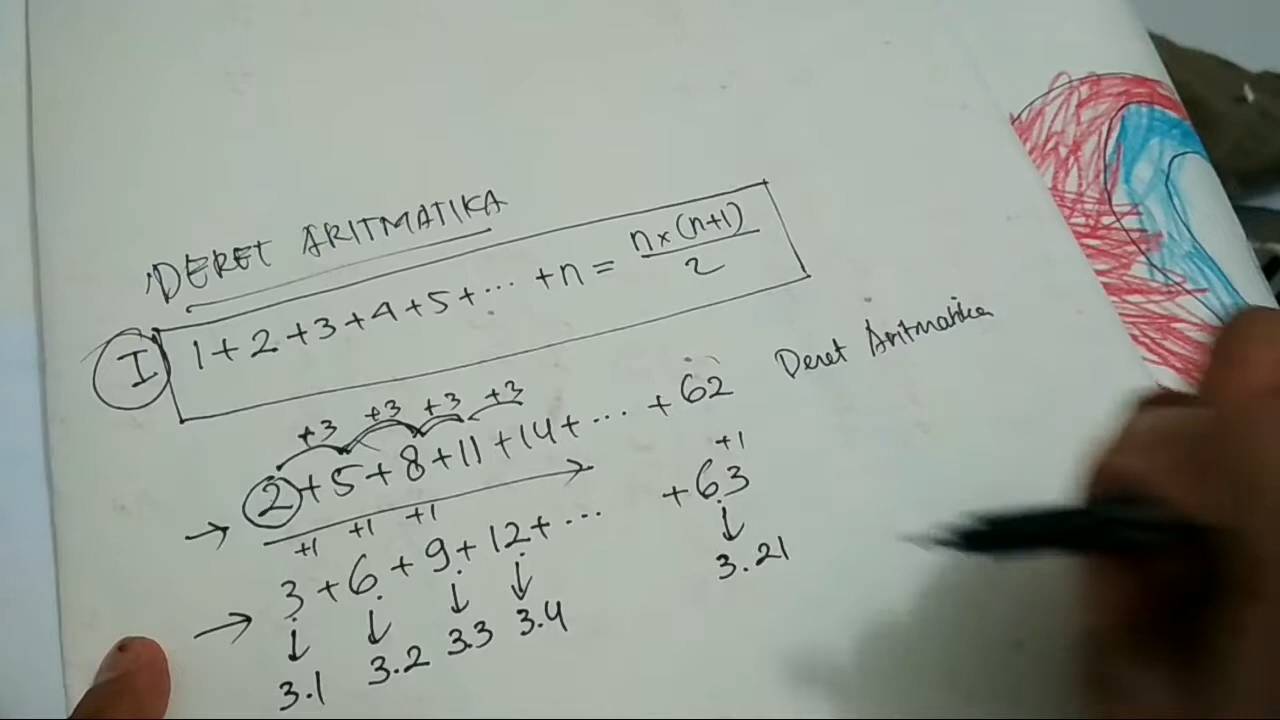 DERET ARITMATIKA
I 1+2+3+4+5+... +n = n×(n+1)/2
Deret Aritmatika
+3 +3 +3 +3
2+5+8+11+14+... +62
+1 +1 +1 +1
3+6+9+12+... +63
↓ ↓ ↓ ↓ ↓
3.1 3.2 3.3 3.4 3.21